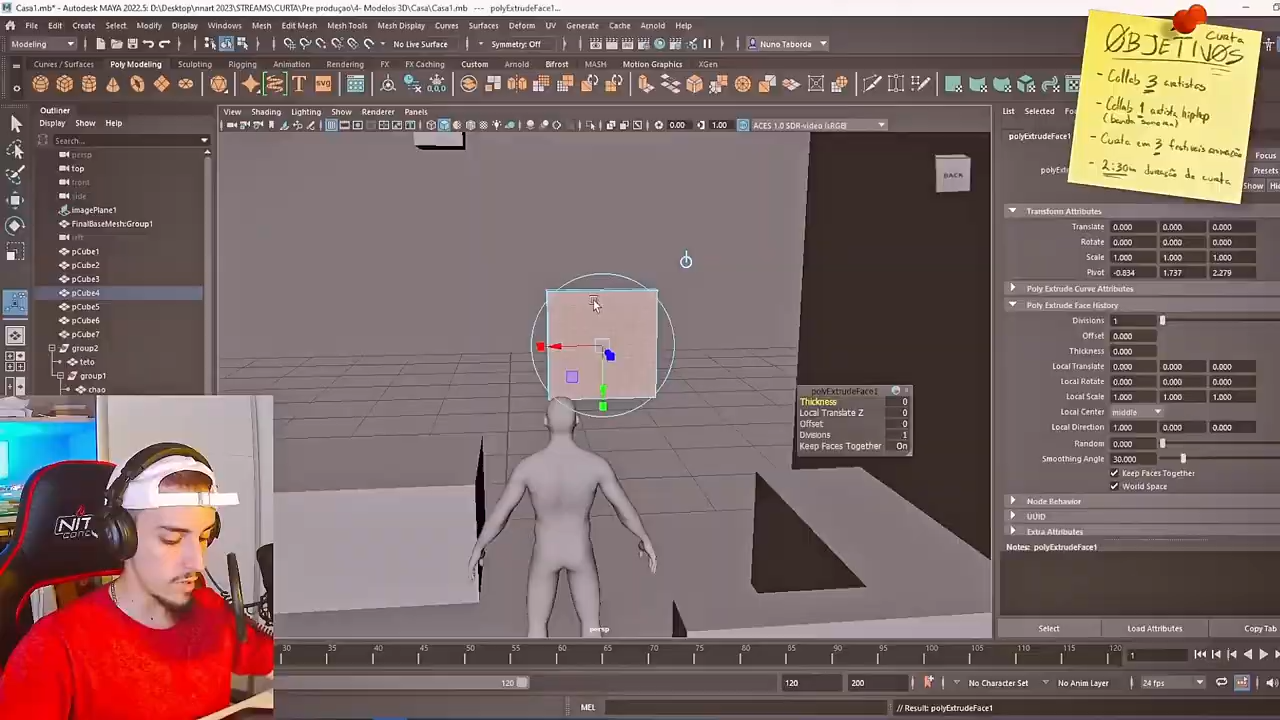 Casa1.mb* - Autodesk MAYA 2022.5: D:\Desktop\nnart 2023\STREAMS\CURTA\Pre produçao\4- Modelos 3D\Casa\Casa1.mb --- polyExtrudeFace1...
File Edit Create Select Modify Display Windows Mesh Edit Mesh Mesh Tools Mesh Display Curves Surfaces Deform UV Generate Cache Arnold Help
Modeling No Live Surface Symmetry: Off Nuno Taborda
Curves / Surfaces Poly Modeling Sculpting Rigging Animation Rendering FX FX Caching Custom Arnold Bifrost MASH Motion Graphics XGen
SVG
Outliner
Display Show Help
Search...
persp
top
front
side
imagePlane1
FinalBaseMesh:Group1
pCube1
pCube2
pCube3
pCube4
pCube5
pCube6
pCube7
group2
teto
group1
chao
View Shading Lighting Show Renderer Panels
0.00 1.00 ACES 1.0 SDR-video (sRGB)
BACK
polyExtrudeFace1
Thickness 0
Local Translate Z 0
Offset 0
Divisions 1
Keep Faces Together On
persp
NIT
CONC
OBJETIVOS
Curta
- Collab 3 artistas
- Collab 1 artista hiphop
(banda sonora)
- Curta em 3 festivais animação
- 2:30m duração da curta
List Selected
polyExtrudeFace1
Focus
Presets
Show
Transform Attributes
Translate 0.000 0.000 0.000
Rotate 0.000 0.000 0.000
Scale 1.000 1.000 1.000
Pivot -0.834 1.737 2.279
Poly Extrude Curve Attributes
Poly Extrude Face History
Divisions 1
Offset 0.000
Thickness 0.000
Local Translate 0.000 0.000 0.000
Local Rotate 0.000 0.000 0.000
Local Scale 1.000 1.000 1.000
Local Center middle
Local Direction 1.000 0.000 0.000
Random 0.000
Smoothing Angle 30.000
Keep Faces Together
World Space
Node Behavior
UUID
Extra Attributes
Notes: polyExtrudeFace1
Select Load Attributes Copy Tab
30 35 40 45 50 55 60 65 70 75 80 85 90 95 100 105 110 115 120 1
120 120 200 No Character Set No Anim Layer 24 fps
MEL // Result: polyExtrudeFace1